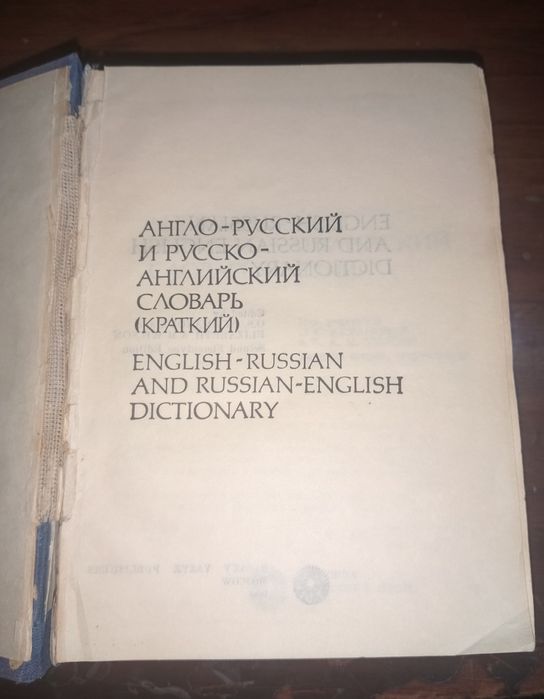 АНГЛО-РУССКИЙ
И РУССКО-
АНГЛИЙСКИЙ
СЛОВАРЬ
(КРАТКИЙ)
ENGLISH-RUSSIAN
AND RUSSIAN-ENGLISH
DICTIONARY